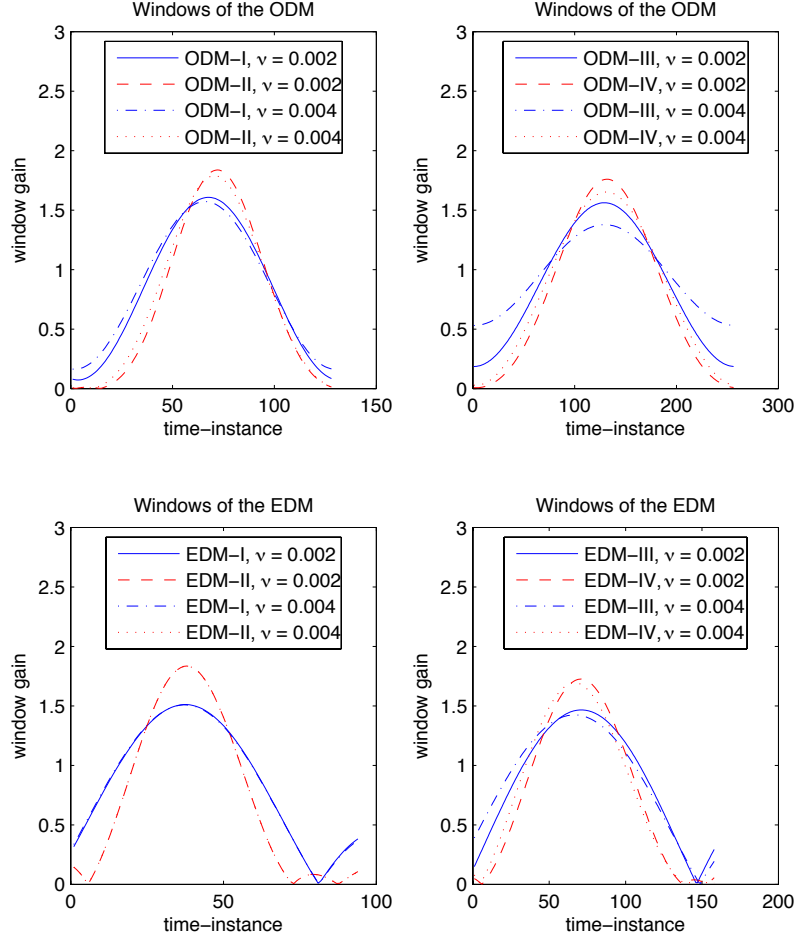 Windows of the ODM
3
2.5
2
1.5
1
0.5
0
0
50
100
150
window gain
time−instance
ODM−I, ν = 0.002
ODM−II, ν = 0.002
ODM−I, ν = 0.004
ODM−II, ν = 0.004
Windows of the ODM
3
2.5
2
1.5
1
0.5
0
0
100
200
300
window gain
time−instance
ODM−III, ν = 0.002
ODM−IV, ν = 0.002
ODM−III, ν = 0.004
ODM−IV, ν = 0.004
Windows of the EDM
3
2.5
2
1.5
1
0.5
0
0
50
100
window gain
time−instance
EDM−I, ν = 0.002
EDM−II, ν = 0.002
EDM−I, ν = 0.004
EDM−II, ν = 0.004
Windows of the EDM
3
2.5
2
1.5
1
0.5
0
0
50
100
150
200
window gain
time−instance
EDM−III, ν = 0.002
EDM−IV, ν = 0.002
EDM−III, ν = 0.004
EDM−IV, ν = 0.004